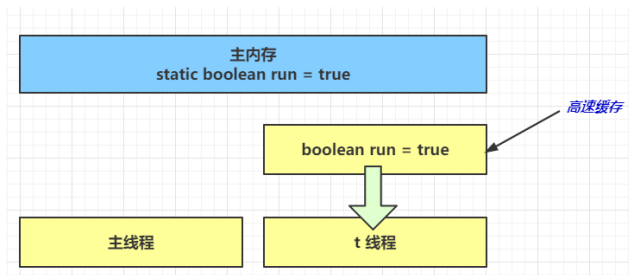 主内存
static boolean run = true
高速缓存
boolean run = true
主线程
t 线程